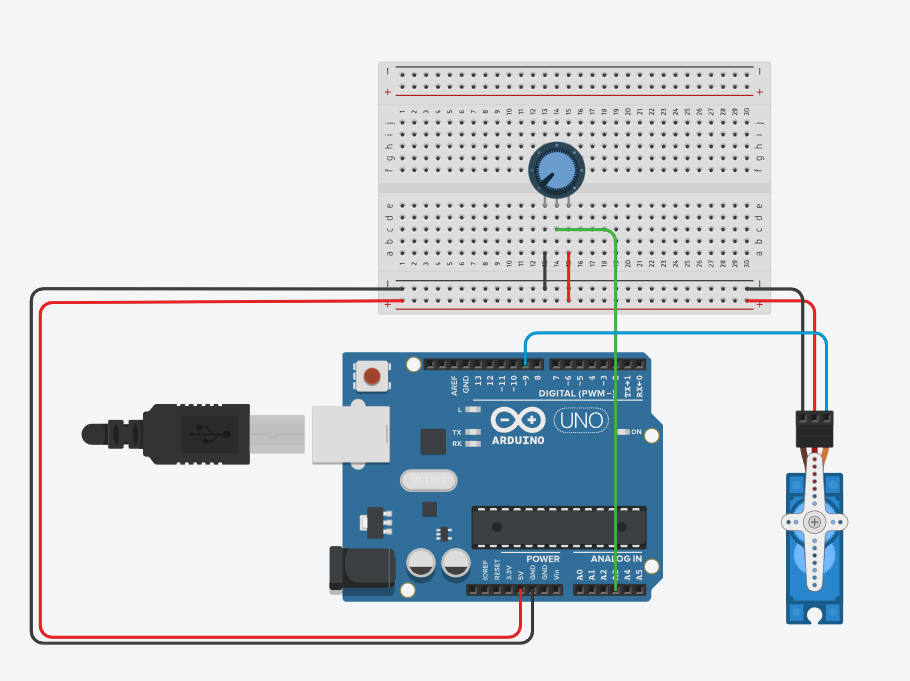 − −
+ +
1 2 3 4 5 6 7 8 9 10 11 12 13 14 15 16 17 18 19 20 21 22 23 24 25 26 27 28 29 30
j j
i i
h h
g g
f f
e e
d d
c c
b b
a a
1 2 3 4 5 6 7 8 9 10 11 12 14 15 16 17 18 20 21 22 23 24 25 26 27 28 29 30
− −
+ +
AREF GND 13 12 ~11 ~10 ~9 8 7 ~6 ~5 4 ~3 TX→1 RX←0
DIGITAL (PWM~)
L
TX
RX
ARDUINO
UNO
ON
POWER
ANALOG IN
IOREF RESET 3.3V 5V GND GND Vin A0 A1 A2 A4 A5